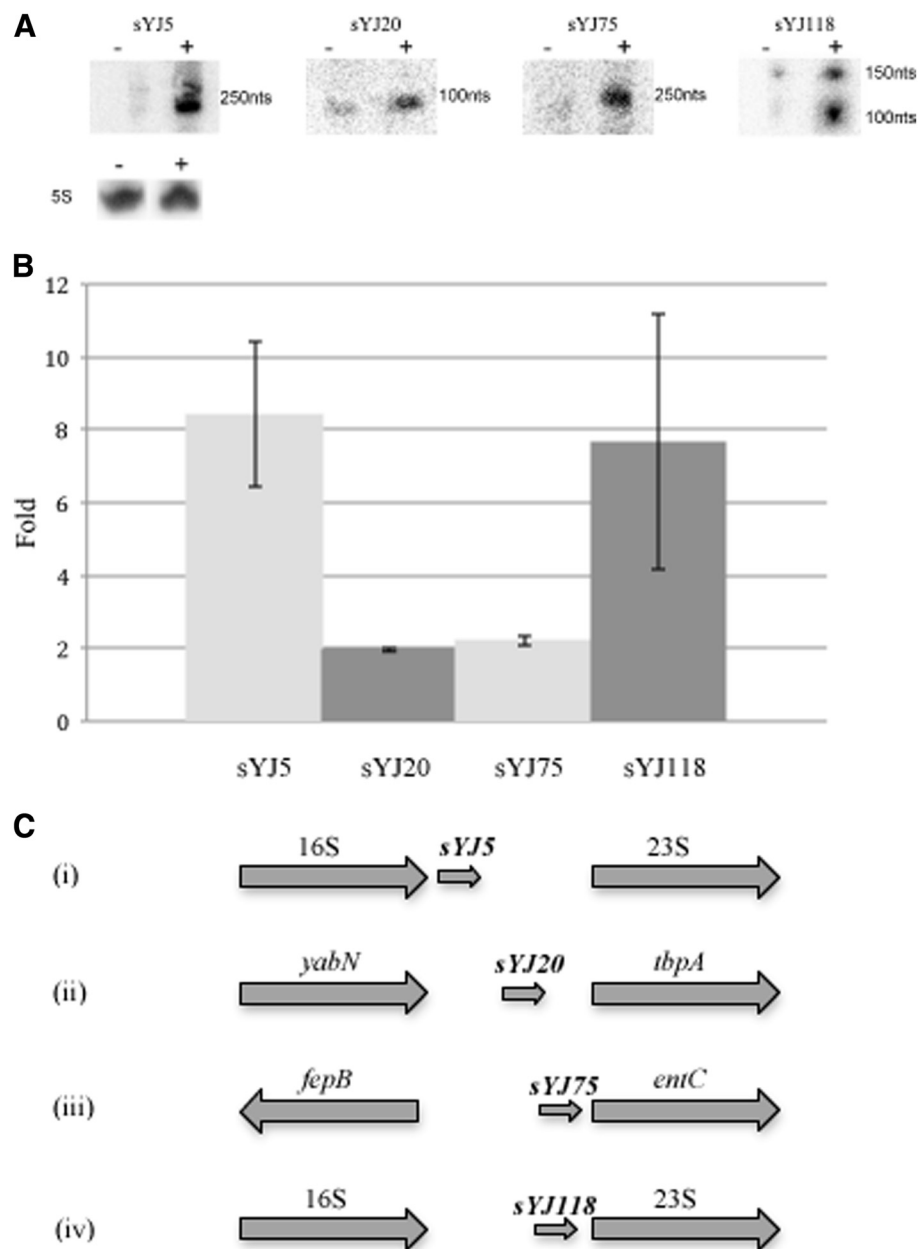 A
sYJ5 sYJ20 sYJ75 sYJ118
- + - + - + - +
250nts 100nts 250nts 150nts
100nts
- +
5S
B
12
10
8
6
4
2
0
Fold
sYJ5 sYJ20 sYJ75 sYJ118
C
(i) 16S sYJ5 23S
(ii) yabN sYJ20 tbpA
(iii) fepB sYJ75 entC
(iv) 16S sYJ118 23S